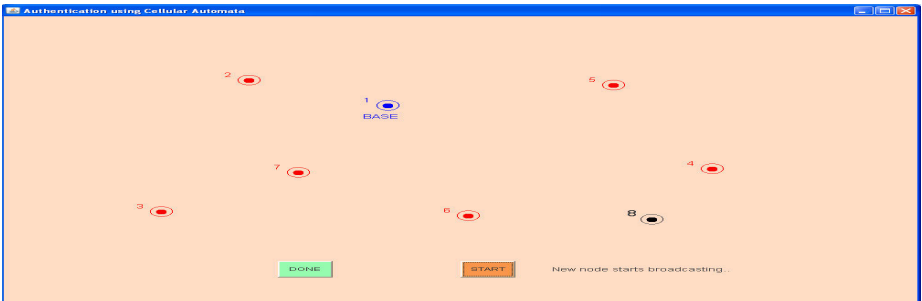 Authentication using Cellular Automata
2
5
1
BASE
7
4
3
6
8
DONE
START
New node starts broadcasting..